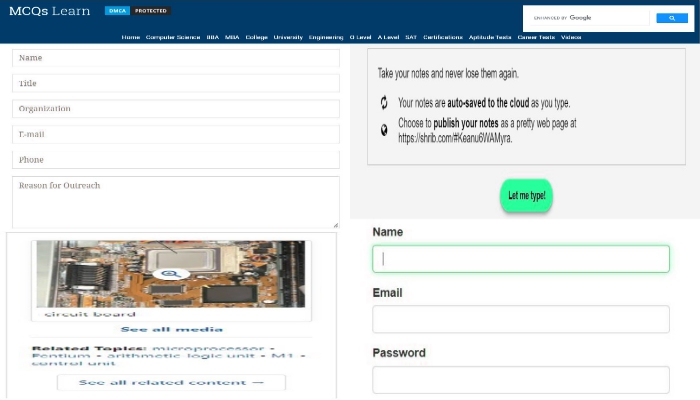 MCQs Learn
DMCA PROTECTED
ENHANCED BY Google
Home Computer Science BBA MBA College University Engineering O Level A Level SAT Certifications Aptitude Tests Career Tests Videos
Name
Title
Organization
E-mail
Phone
Reason for Outreach
circuit board
See all media
Related Topics: microprocessor •
Pentium • arithmetic logic unit • M1 •
control unit
See all related content →
Take your notes and never lose them again.
Your notes are auto-saved to the cloud as you type.
Choose to publish your notes as a pretty web page at
https://shrib.com/#Keanu6WAMyra.
Let me type!
Name
Email
Password